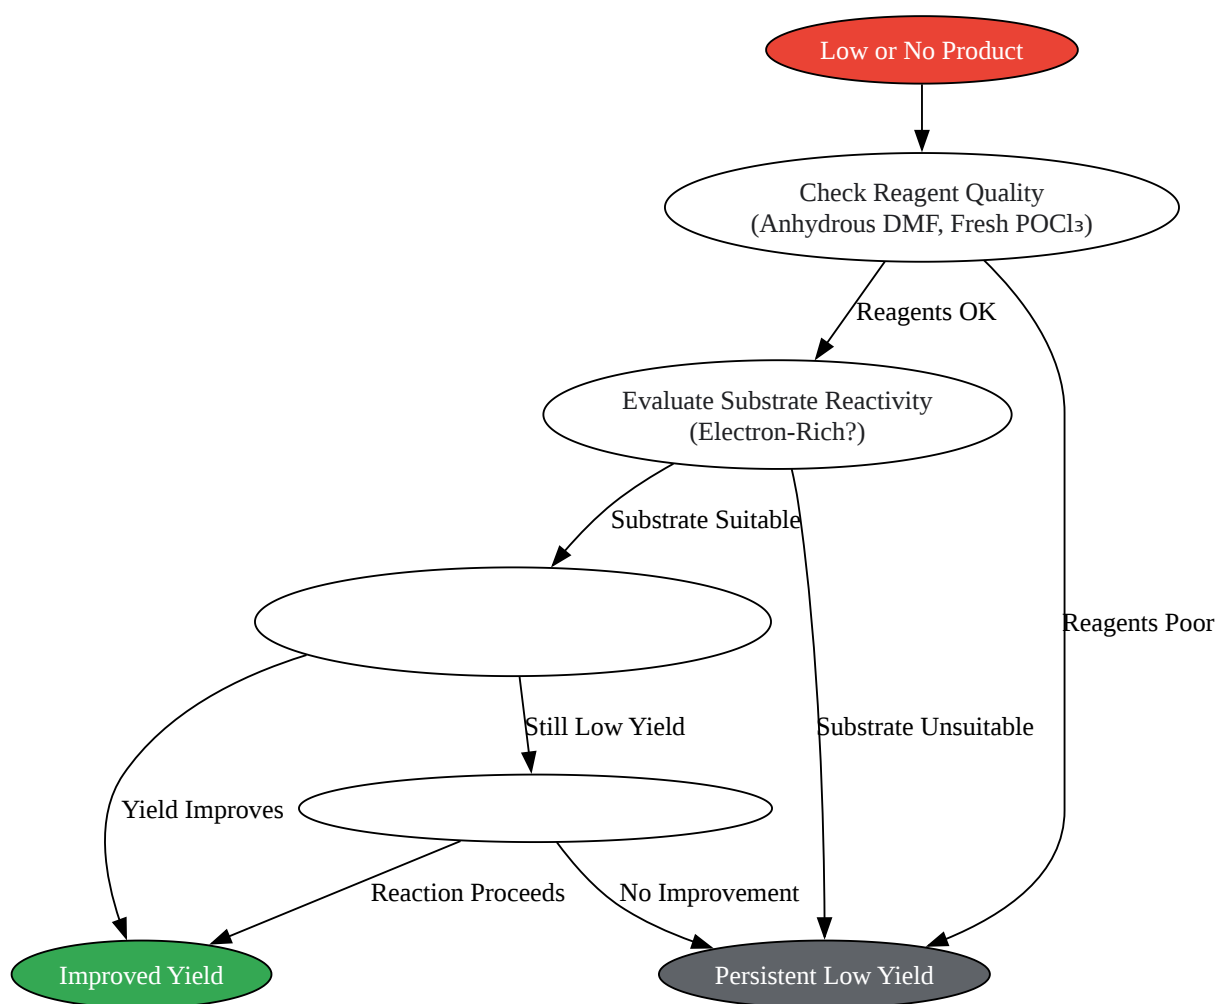 Low or No Product
Check Reagent Quality
(Anhydrous DMF, Fresh POCl₃)
Reagents OK
Evaluate Substrate Reactivity
(Electron-Rich?)
Substrate Suitable
Reagents Poor
Still Low Yield
Substrate Unsuitable
Yield Improves
Reaction Proceeds
No Improvement
Improved Yield
Persistent Low Yield